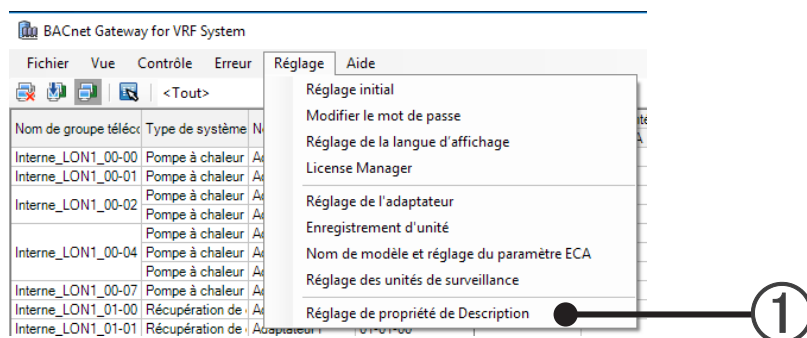 BACnet Gateway for VRF System
Fichier Vue Contrôle Erreur Réglage Aide
<Tout>
Réglage initial
Modifier le mot de passe
Réglage de la langue d'affichage
License Manager
Réglage de l'adaptateur
Enregistrement d'unité
Nom de modèle et réglage du paramètre ECA
Réglage des unités de surveillance
Réglage de propriété de Description
1
Nom de groupe téléco Type de système
Interne_LON1_00-00 Pompe à chaleur
Interne_LON1_00-01 Pompe à chaleur
Interne_LON1_00-02 Pompe à chaleur
Pompe à chaleur
Pompe à chaleur
Interne_LON1_00-04 Pompe à chaleur
Pompe à chaleur
Interne_LON1_00-07 Pompe à chaleur
Interne_LON1_01-00 Récupération de
Interne_LON1_01-01 Récupération de